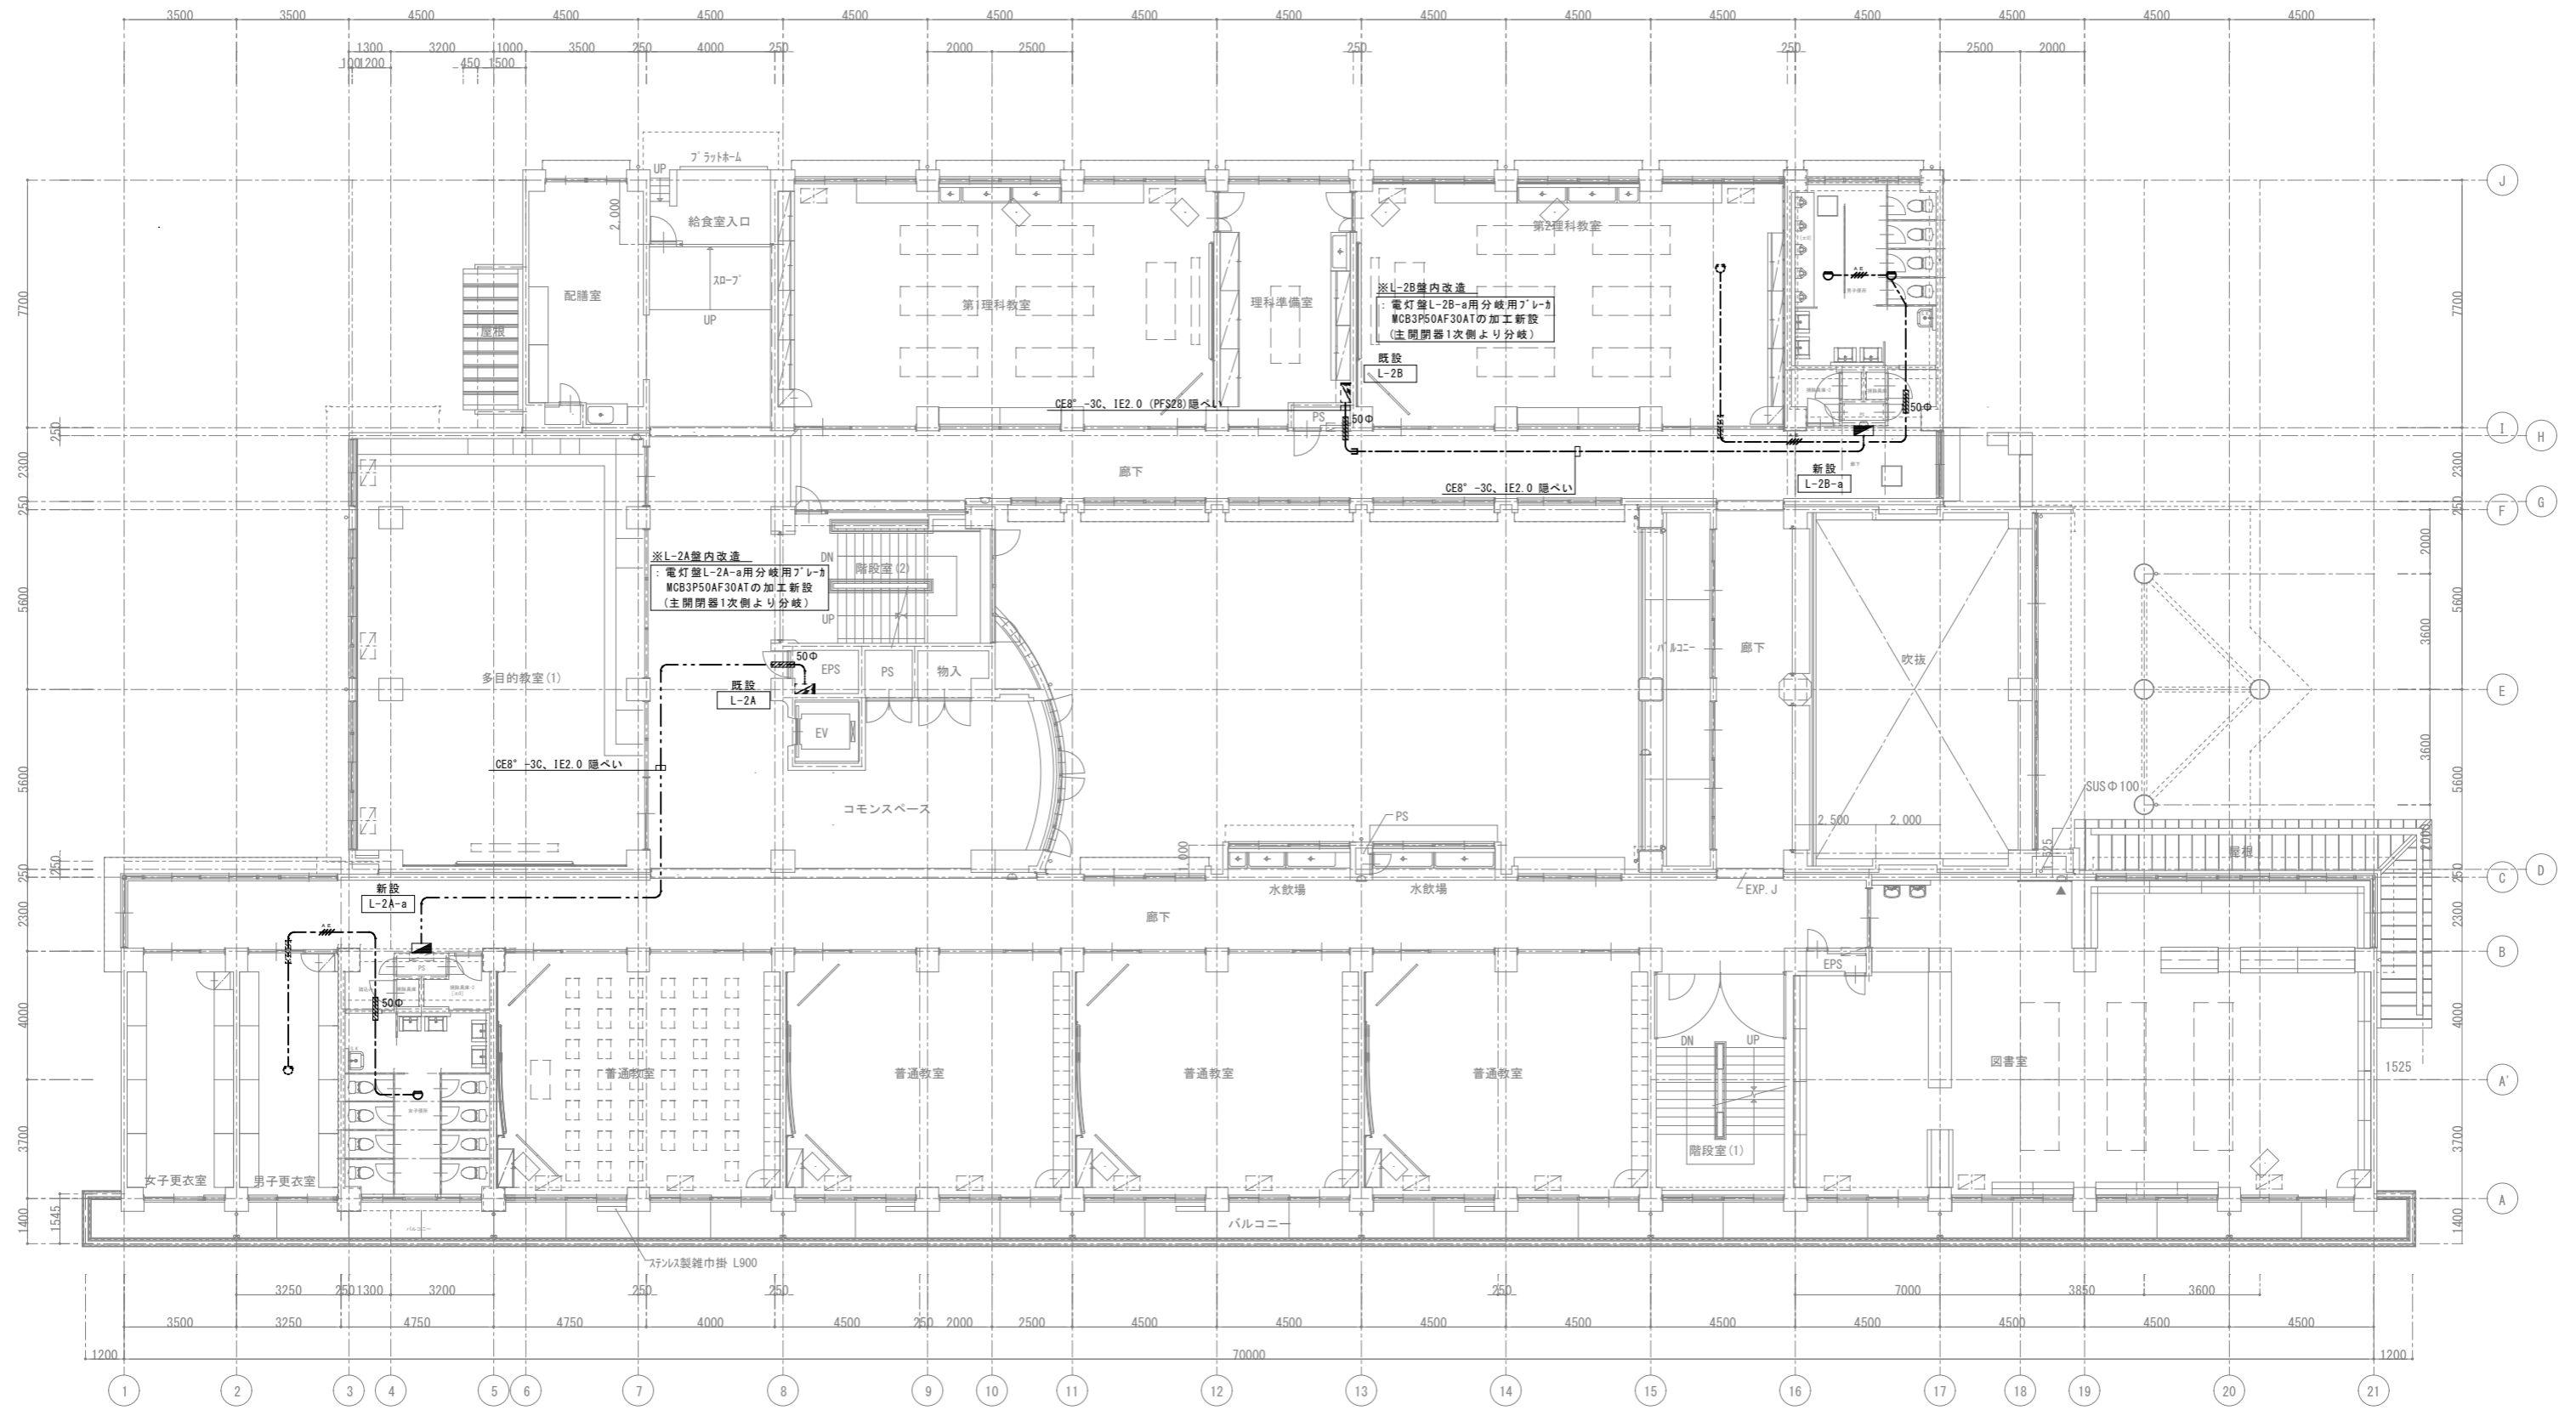 3500 3500 4500 4500 4500 4500 4500 4500 4500 4500 4500 4500 4500 4500 4500 4500
1300 3200 1000 3500 250 4000 250 2000 2500 250 250 2500 2000
100 1200 450 1500
プラットホーム
UP
J
2,000
給食室入口
第2理科教室
スロープ
配膳室
UP
屋根
第1理科教室
理科準備室
※L-2B盤内改造
：電灯盤L-2B-a用分岐用ブレーカ
MCB3P50AF30ATの加工新設
（主開閉器1次側より分岐）
既設
L-2B
7700
7700
CE8°-3C、IE2.0 (PFS28)隠ぺい
PS
50Φ
50Φ
I
H
250
2300
2300
廊下
新設
L-2B-a
廊下
CE8°-3C、IE2.0 隠ぺい
G
F
250
250
※L-2A盤内改造
：電灯盤L-2A-a用分岐用ブレーカ
MCB3P50AF30ATの加工新設
（主開閉器1次側より分岐）
DN
階段室(2)
UP
2000
5600
5600
3600
50Φ
EPS
PS
物入
多目的教室(1)
既設
L-2A
バルコニー
廊下
吹抜
E
EV
CE8°-3C、IE2.0 隠ぺい
コモンスペース
5600
5600
3600
SUSΦ100
PS
2,500 2,000
2000
屋根
250
250
250
D
C
新設
L-2A-a
水飲場
水飲場
EXP.J
2300
2300
廊下
B
PS
EPS
50Φ
4000
4000
DN
UP
図書室
普通教室
普通教室
普通教室
普通教室
女子便所
1525
A'
3700
3700
階段室(1)
女子更衣室
男子更衣室
A
1400
1545
バルコニー
バルコニー
1400
ステンレス製雑巾掛 L900
3250 250 1300 3200 250 250 250 7000 3850 3600
3500 3250 4750 4750 4000 4500 250 2000 2500 4500 4500 4500 4500 4500 4500 4500 4500 4500
1200 70000 1200
1 2 3 4 5 6 7 8 9 10 11 12 13 14 15 16 17 18 19 20 21